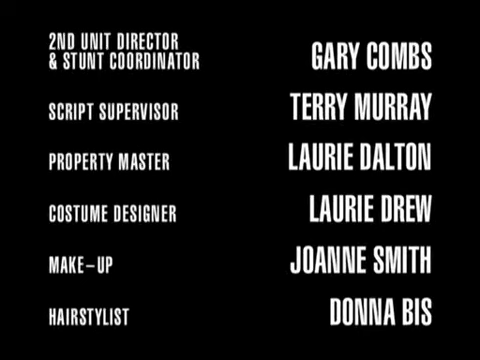 2ND UNIT DIRECTOR
& STUNT COORDINATOR GARY COMBS
SCRIPT SUPERVISOR TERRY MURRAY
PROPERTY MASTER LAURIE DALTON
COSTUME DESIGNER LAURIE DREW
MAKE–UP JOANNE SMITH
HAIRSTYLIST DONNA BIS